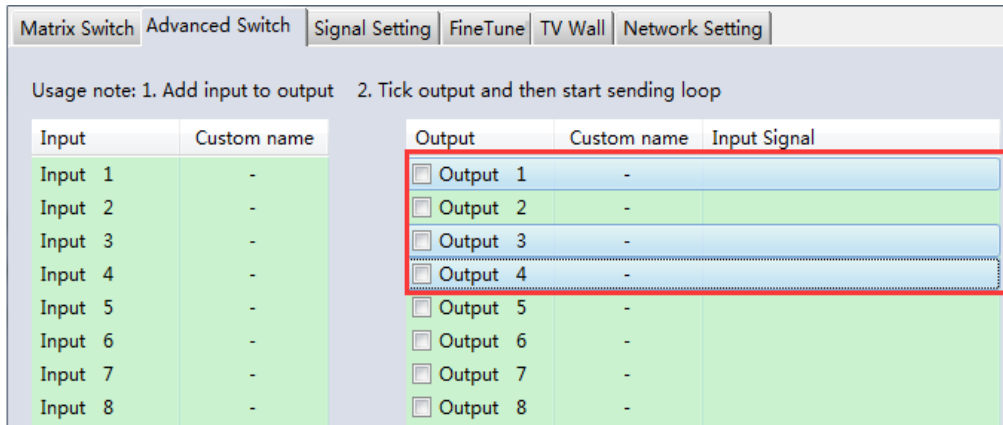 Matrix Switch Advanced Switch Signal Setting FineTune TV Wall Network Setting
Usage note: 1. Add input to output 2. Tick output and then start sending loop
Input Custom name Output Custom name Input Signal
Input 1 - Output 1 -
Input 2 - Output 2 -
Input 3 - Output 3 -
Input 4 - Output 4 -
Input 5 - Output 5 -
Input 6 - Output 6 -
Input 7 - Output 7 -
Input 8 - Output 8 -